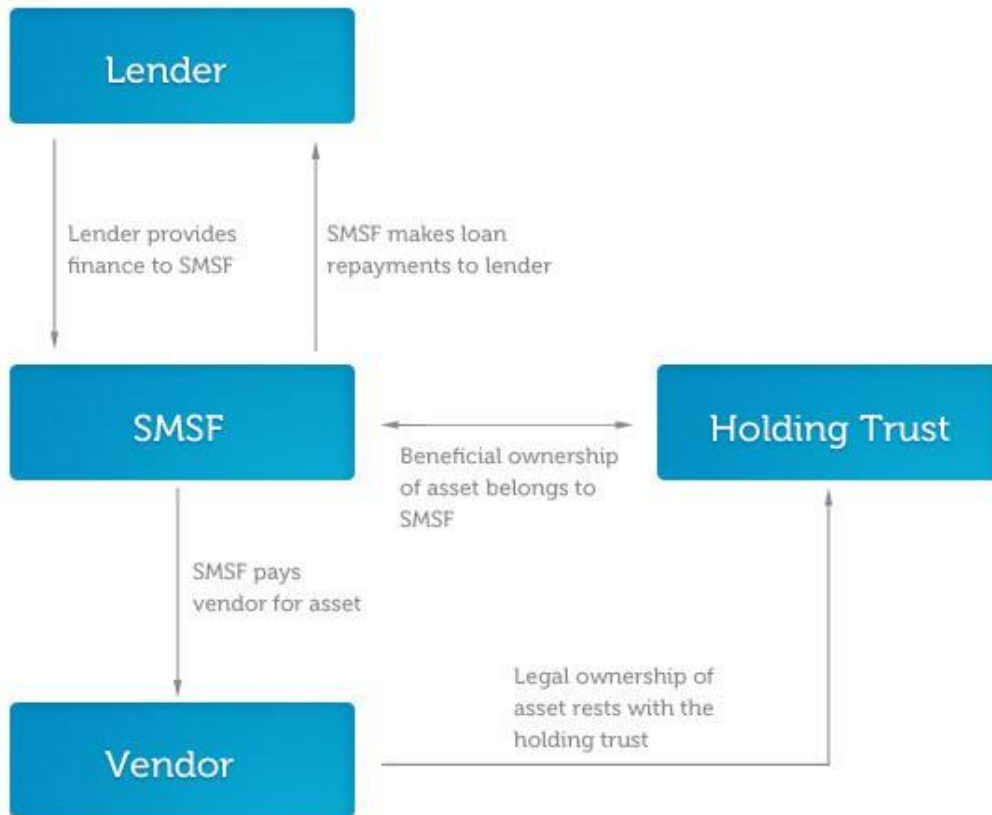 Lender
Lender provides
finance to SMSF
SMSF makes loan
repayments to lender
SMSF
Holding Trust
Beneficial ownership
of asset belongs to
SMSF
SMSF pays
vendor for asset
Legal ownership of
asset rests with the
holding trust
Vendor